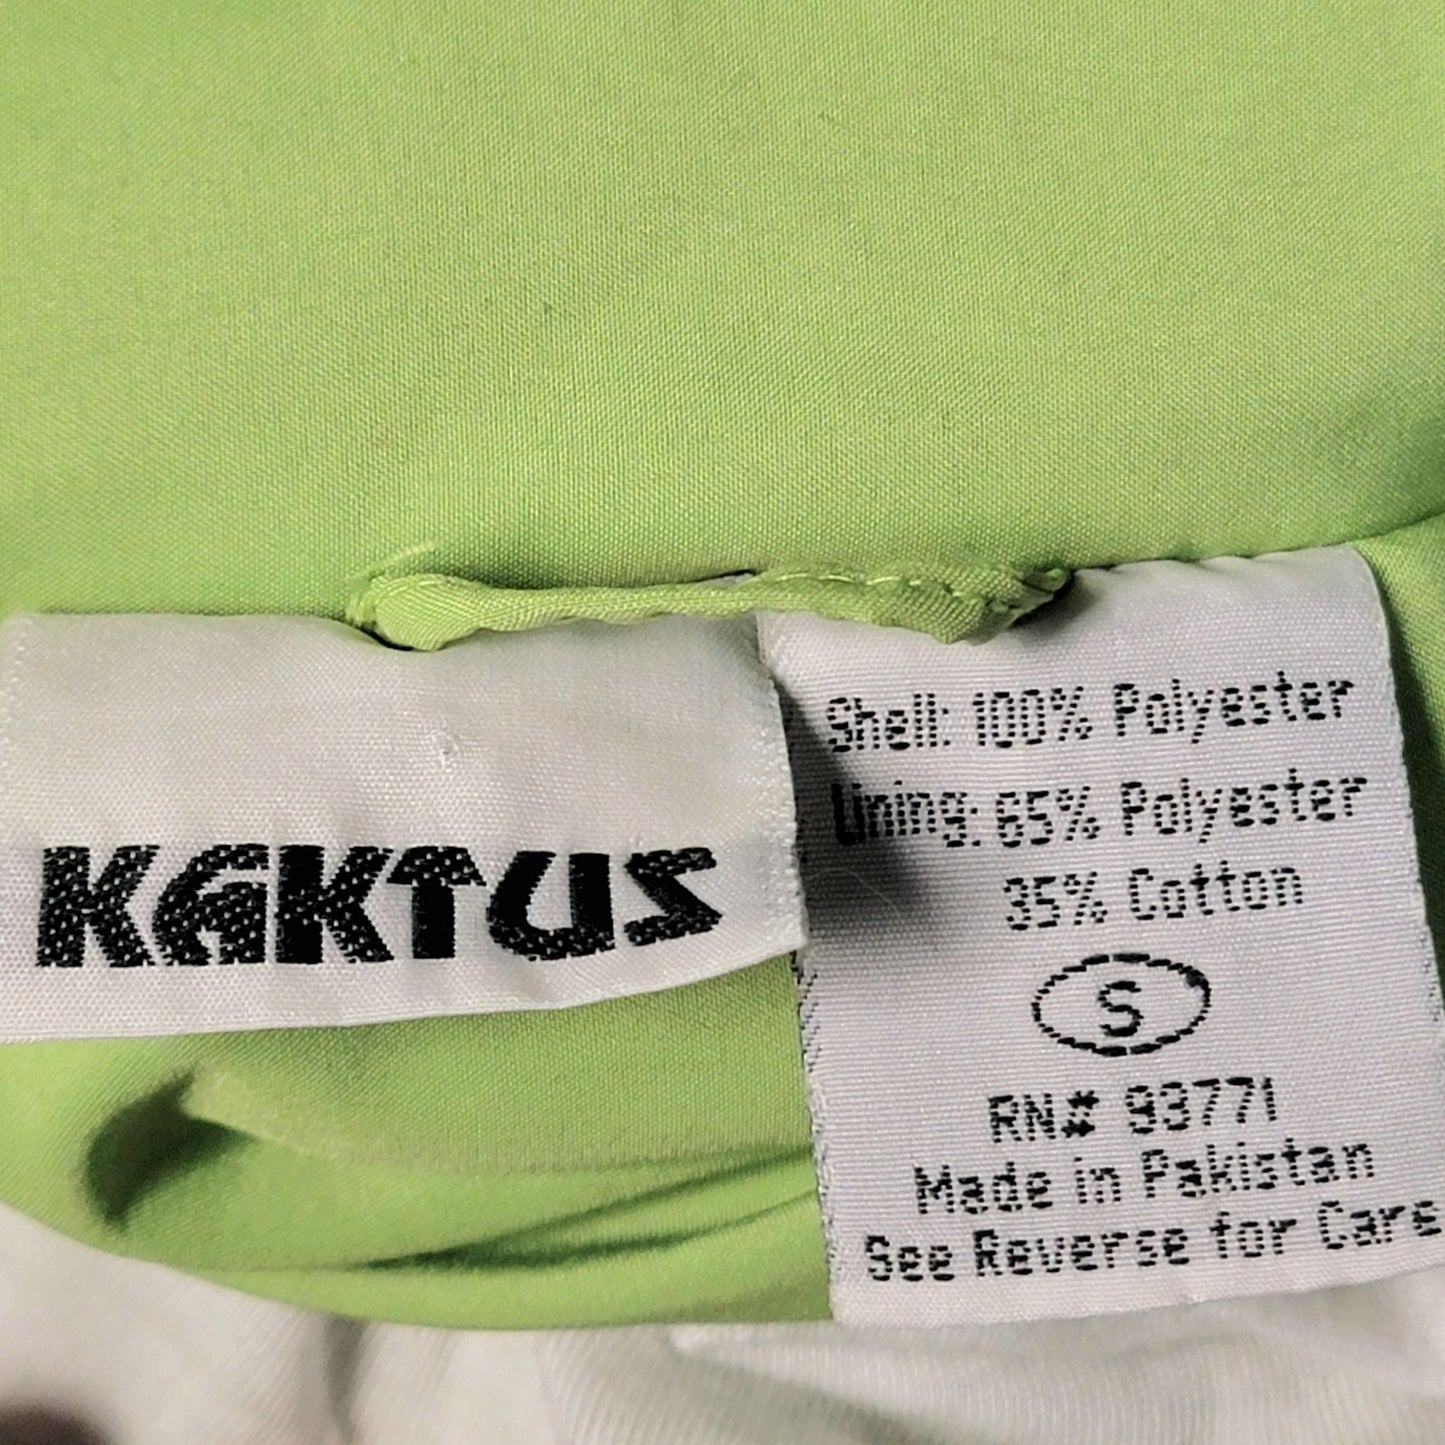 KAKTUS
Shell: 100% Polyester
Lining: 65% Polyester
35% Cotton
S
RN# 93771
Made in Pakistan
See Reverse for Care